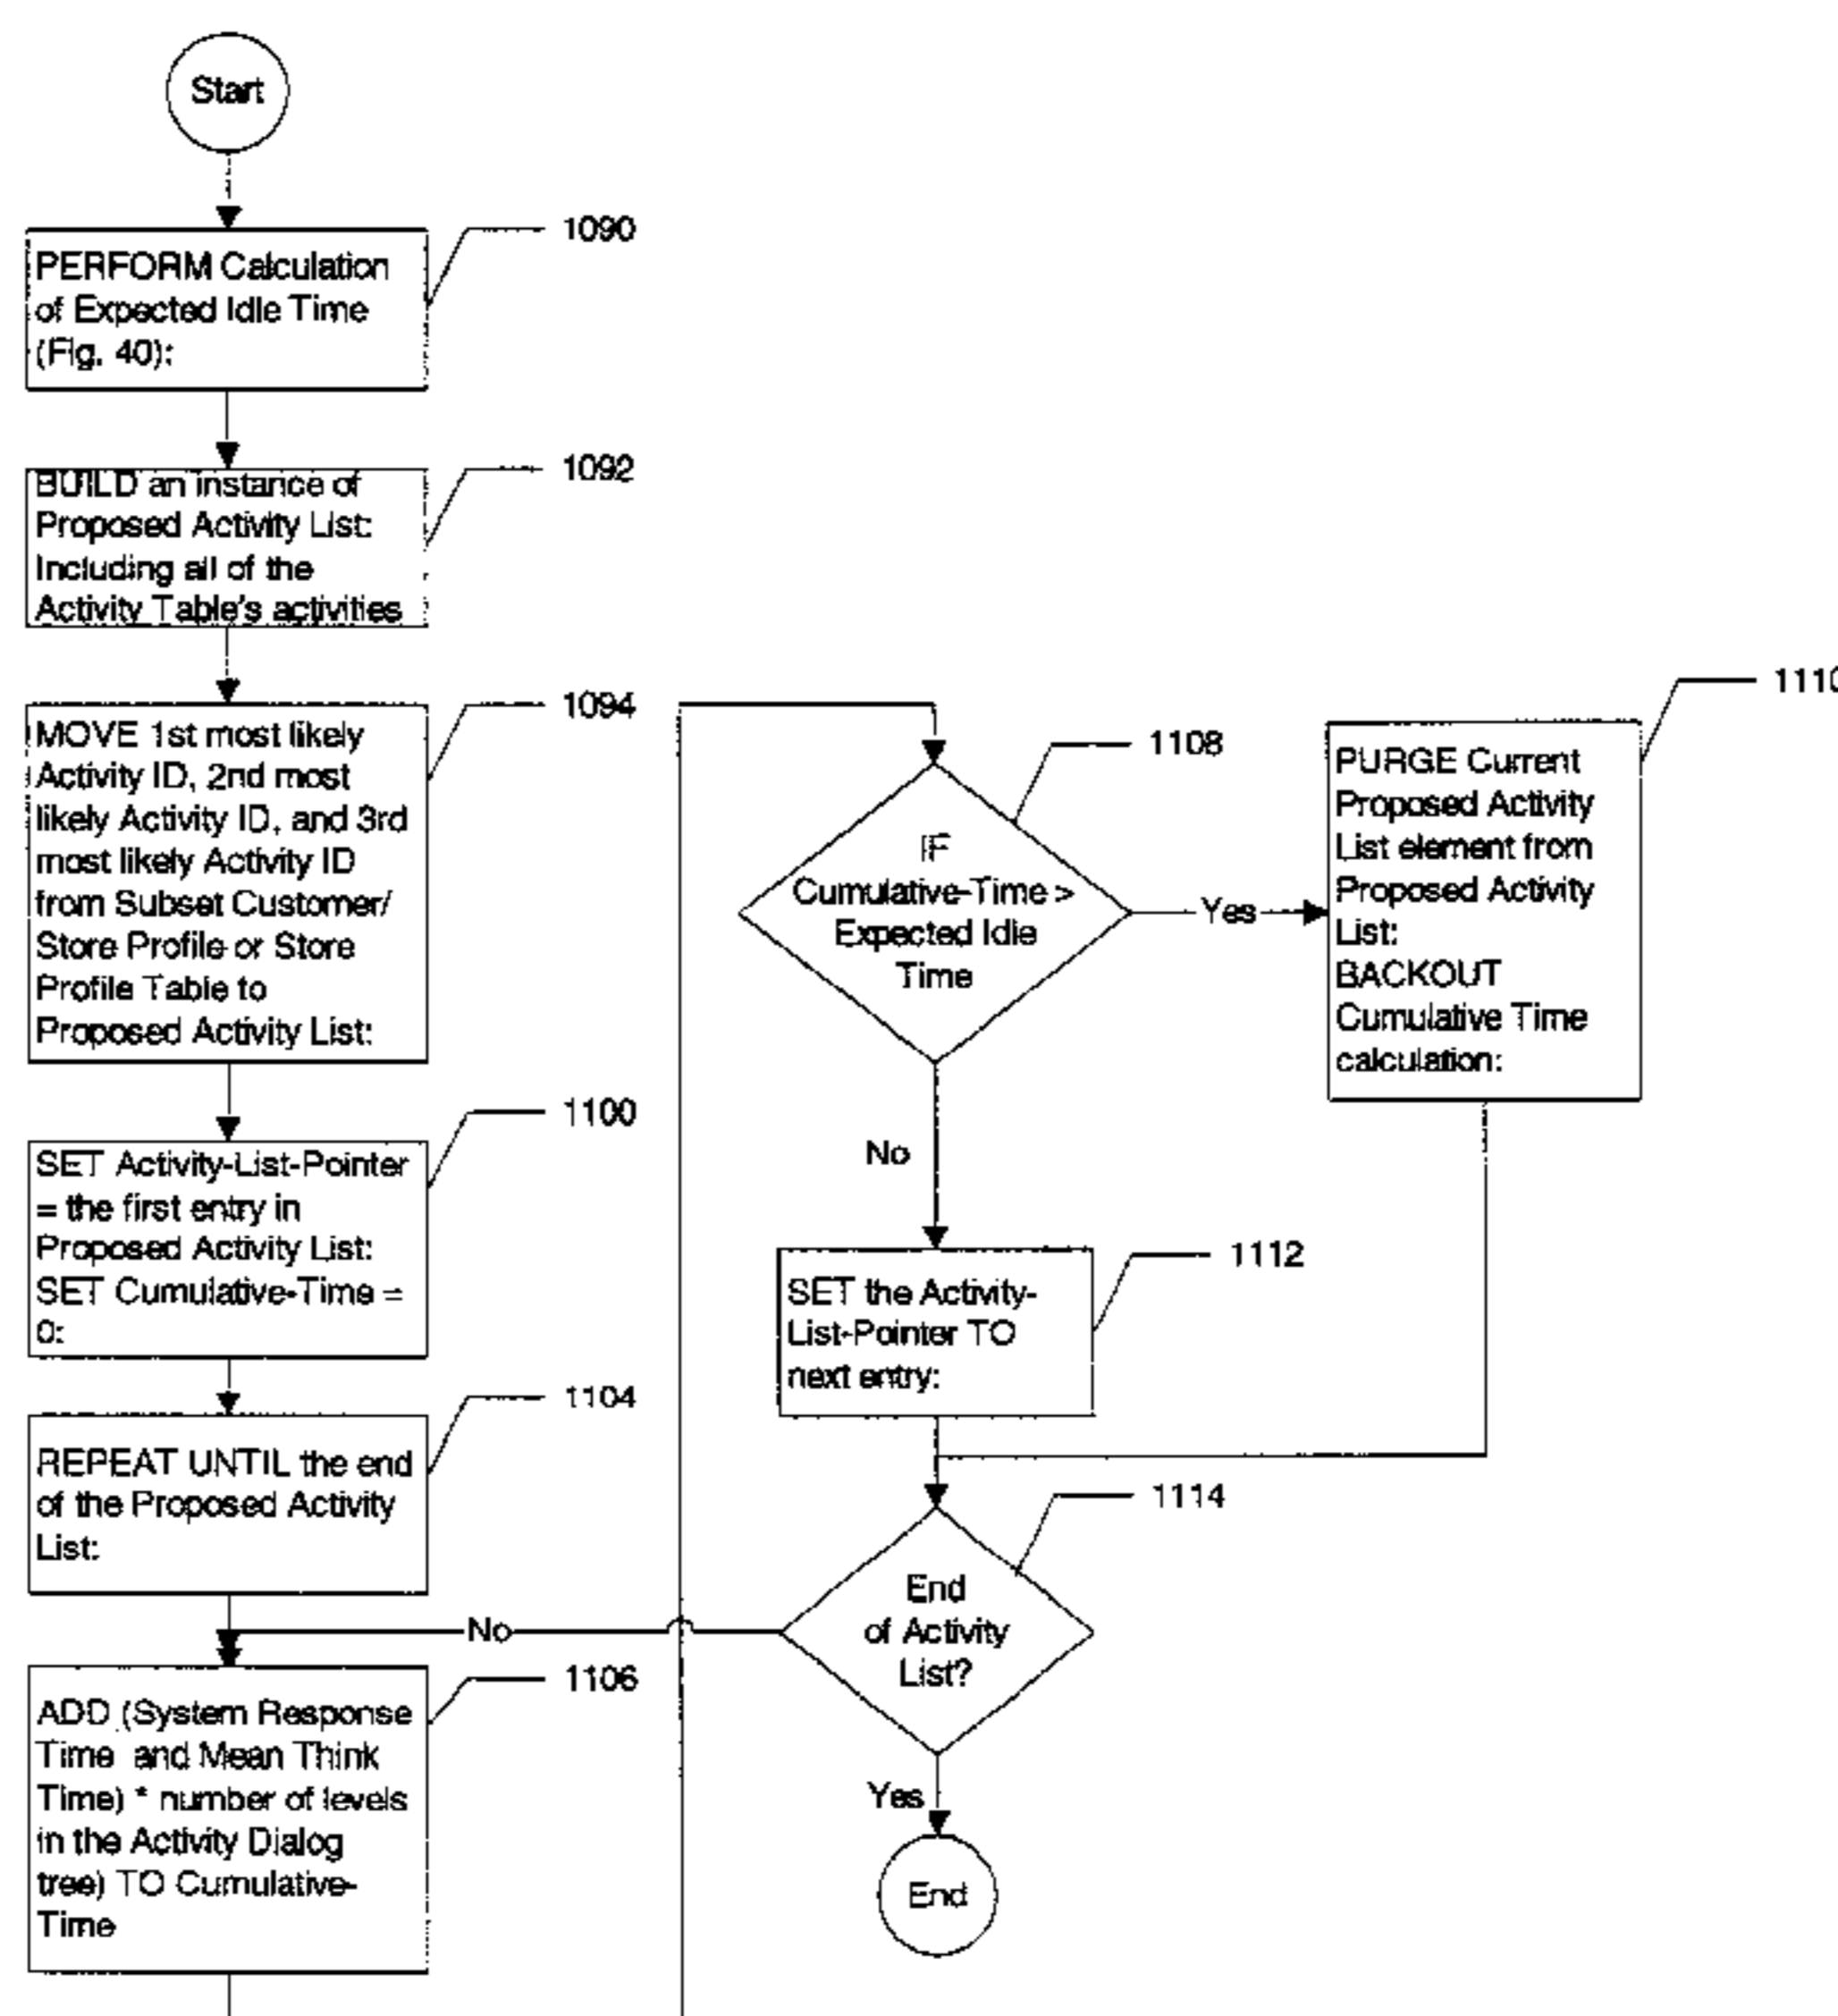 Start
1090
PERFORM Calculation
of Expected Idle Time
(Fig. 40):
1092
BUILD an instance of
Proposed Activity List:
Including all of the
Activity Table's activities
1094
MOVE 1st most likely
Activity ID, 2nd most
likely Activity ID, and 3rd
most likely Activity ID
from Subset Customer/
Store Profile or Store
Profile Table to
Proposed Activity List:
1100
SET Activity-List-Pointer
= the first entry in
Proposed Activity List:
SET Cumulative-Time =
0:
1104
REPEAT UNTIL the end
of the Proposed Activity
List:
1106
ADD (System Response
Time and Mean Think
Time) * number of levels
in the Activity Dialog
tree) TO Cumulative-
Time
1108
IF
Cumulative-Time >
Expected Idle
Time
Yes
1110
PURGE Current
Proposed Activity
List element from
Proposed Activity
List:
BACKOUT
Cumulative Time
calculation:
No
1112
SET the Activity-
List-Pointer TO
next entry:
1114
End
of Activity
List?
No
Yes
End